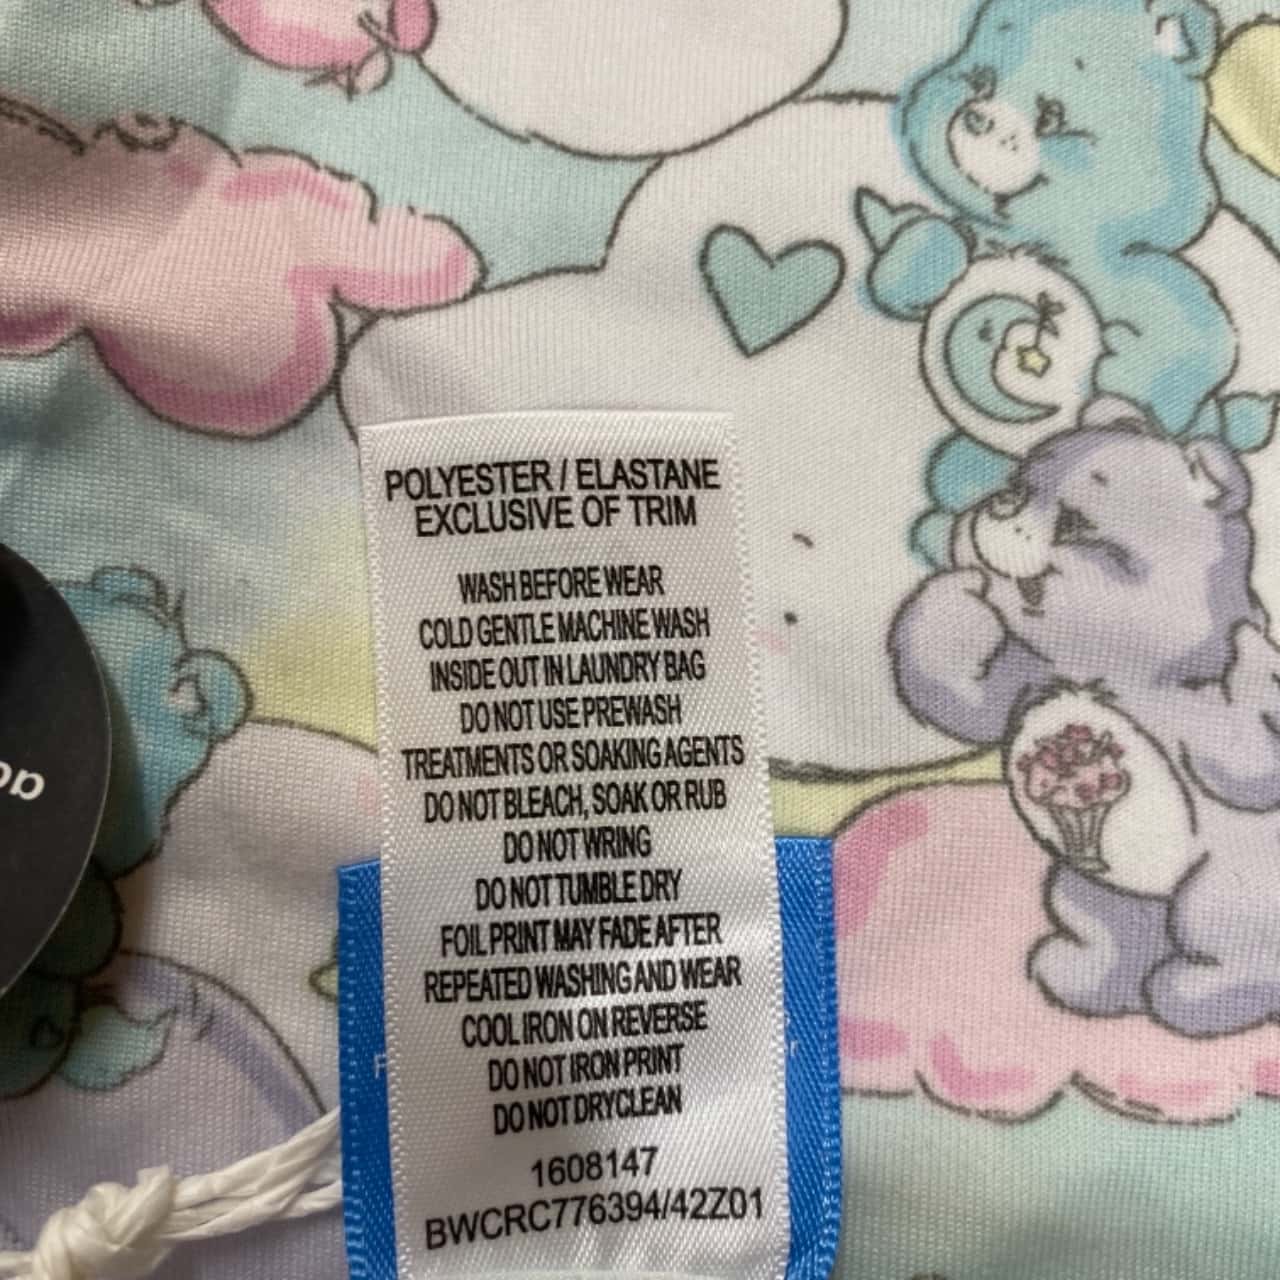 POLYESTER / ELASTANE
EXCLUSIVE OF TRIM
WASH BEFORE WEAR
COLD GENTLE MACHINE WASH
INSIDE OUT IN LAUNDRY BAG
DO NOT USE PREWASH
TREATMENTS OR SOAKING AGENTS
DO NOT BLEACH, SOAK OR RUB
DO NOT WRING
DO NOT TUMBLE DRY
FOIL PRINT MAY FADE AFTER
REPEATED WASHING AND WEAR
COOL IRON ON REVERSE
DO NOT IRON PRINT
DO NOT DRYCLEAN
1608147
BWCRC776394/42Z01